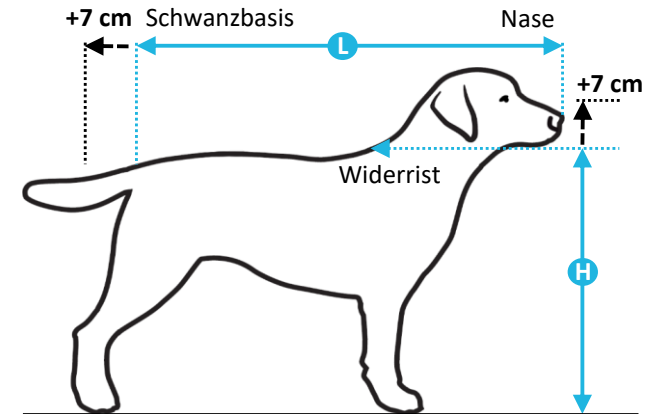 +7 cm Schwanzbasis Nase
L
+7 cm
Widerrist
H